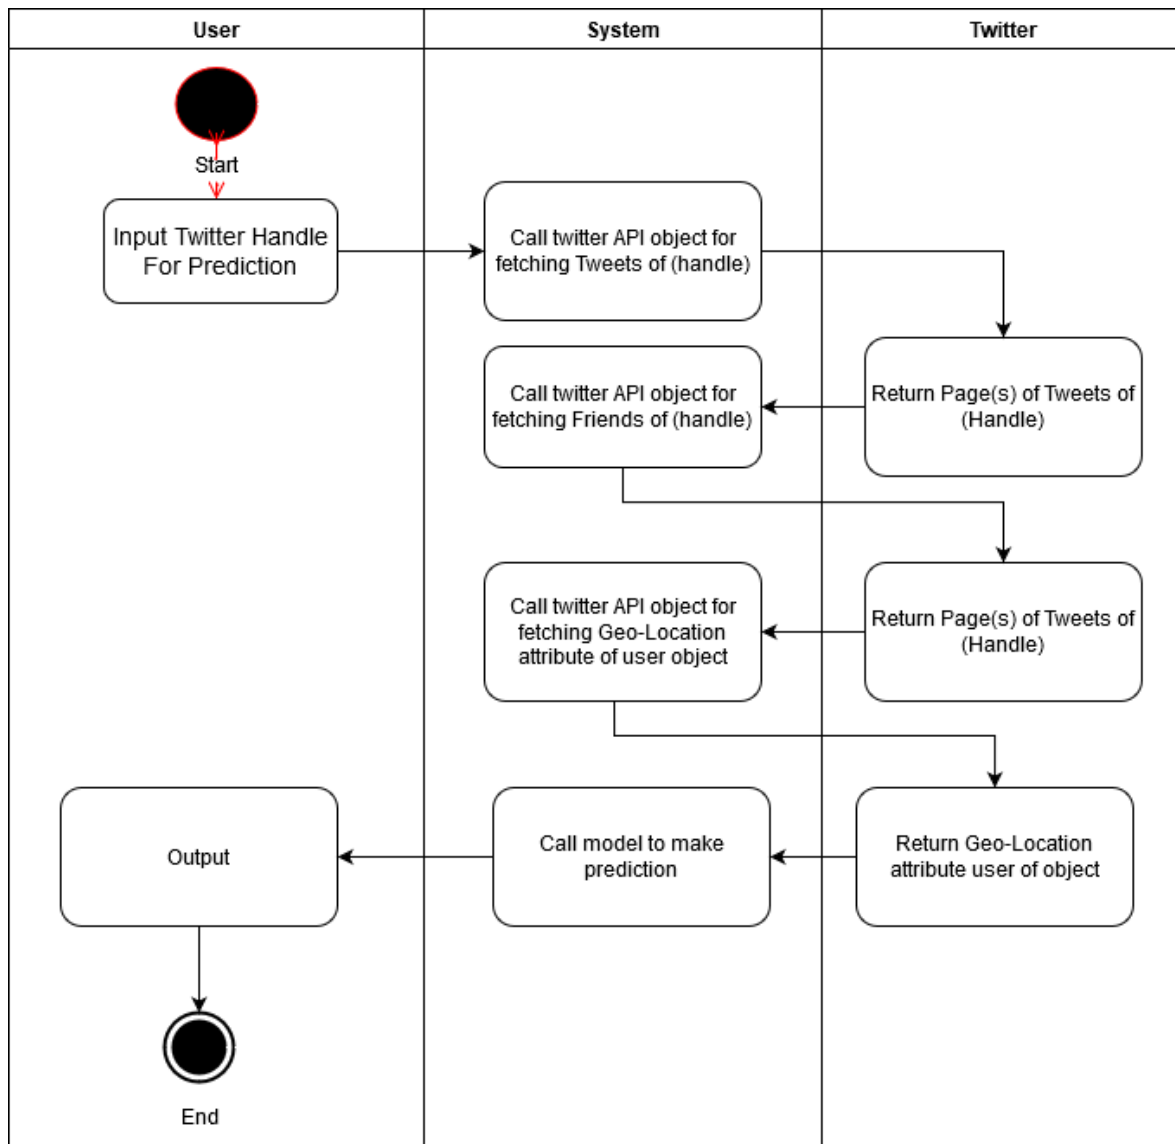 User
System
Twitter
Start
Input Twitter Handle
For Prediction
Call twitter API object for
fetching Tweets of (handle)
Return Page(s) of Tweets of
(Handle)
Call twitter API object for
fetching Friends of (handle)
Return Page(s) of Tweets of
(Handle)
Call twitter API object for
fetching Geo-Location
attribute of user object
Return Geo-Location
attribute user of object
Call model to make
prediction
Output
End